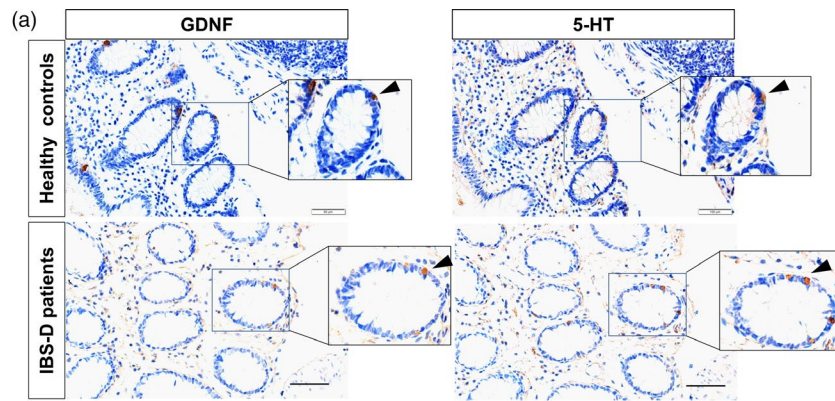 (a)
GDNF
5-HT
Healthy controls
IBS-D patients